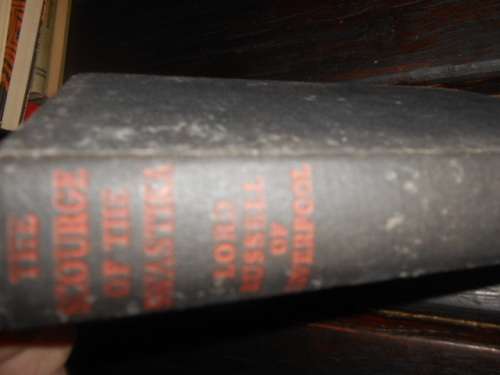 THE
SCOURGE
OF THE
SWASTIKA
LORD
RUSSELL
OF
LIVERPOOL